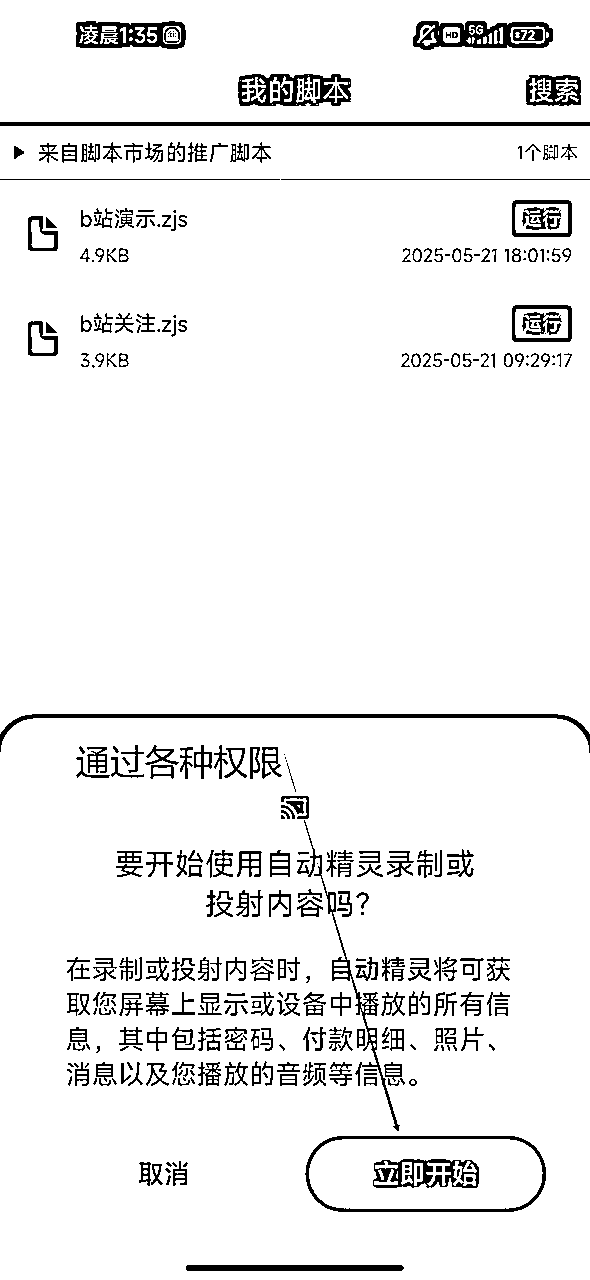 凌晨1:35
HD 5G 72
我的脚本
搜索
来自脚本市场的推广脚本
1个脚本
b站演示.zjs
运行
4.9KB
2025-05-21 18:01:59
b站关注.zjs
运行
3.9KB
2025-05-21 09:29:17
通过各种权限
要开始使用自动精灵录制或
投射内容吗？
在录制或投射内容时，自动精灵将可获
取您屏幕上显示或设备中播放的所有信
息，其中包括密码、付款明细、照片、
消息以及您播放的音频等信息。
取消
立即开始